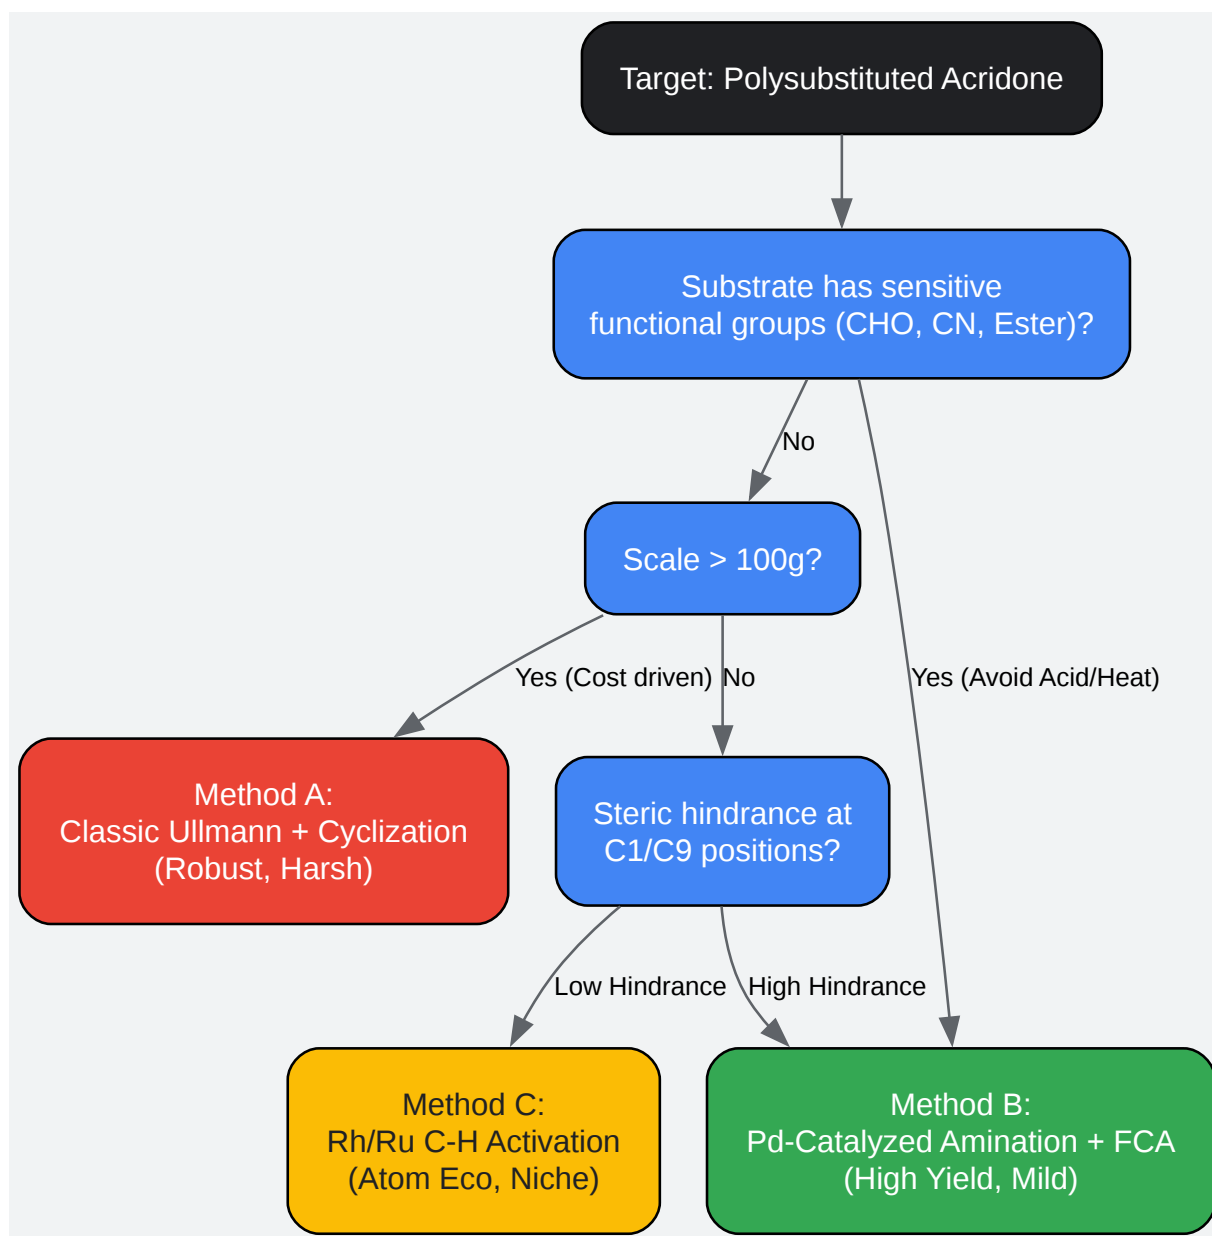 Target: Polysubstituted Acridone
Substrate has sensitive
functional groups (CHO, CN, Ester)?
No
Yes (Avoid Acid/Heat)
Scale > 100g?
Yes (Cost driven)
No
Method A:
Classic Ullmann + Cyclization
(Robust, Harsh)
Steric hindrance at
C1/C9 positions?
Low Hindrance
High Hindrance
Method C:
Rh/Ru C-H Activation
(Atom Eco, Niche)
Method B:
Pd-Catalyzed Amination + FCA
(High Yield, Mild)